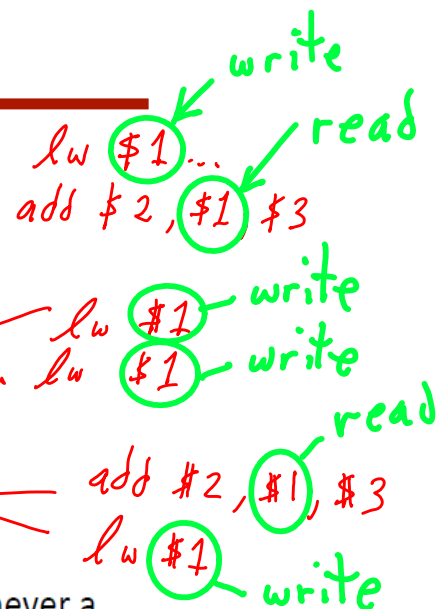 write
lw $1...
read
add $2, $1, $3
lw $1
write
lw $1
write
read
add $2, $1, $3
lw $1
write